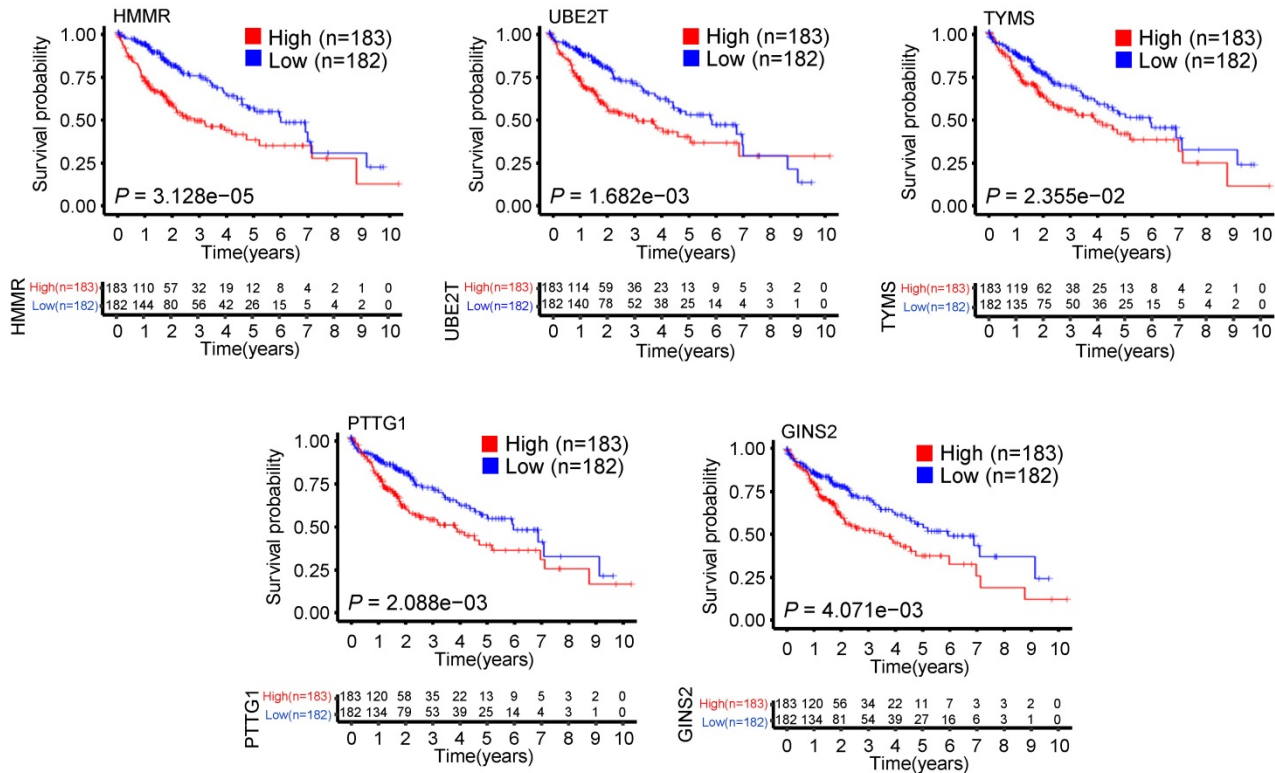 HMMR
1.00
0.75
0.50
0.25
0.00
Survival probability
High (n=183)
Low (n=182)
P = 3.128e−05
0 1 2 3 4 5 6 7 8 9 10
Time(years)
HMMR
High(n=183) 183 110 57 32 19 12 8 4 2 1 0
Low(n=182) 182 144 80 56 42 26 15 5 4 2 0
0 1 2 3 4 5 6 7 8 9 10
Time(years)
UBE2T
1.00
0.75
0.50
0.25
0.00
Survival probability
High (n=183)
Low (n=182)
P = 1.682e−03
0 1 2 3 4 5 6 7 8 9 10
Time(years)
UBE2T
High(n=183) 183 114 59 36 23 13 9 5 3 2 0
Low(n=182) 182 140 78 52 38 25 14 4 3 1 0
0 1 2 3 4 5 6 7 8 9 10
Time(years)
TYMS
1.00
0.75
0.50
0.25
0.00
Survival probability
High (n=183)
Low (n=182)
P = 2.355e−02
0 1 2 3 4 5 6 7 8 9 10
Time(years)
TYMS
High(n=183) 183 119 62 38 25 13 8 4 2 1 0
Low(n=182) 182 135 75 50 36 25 15 5 4 2 0
0 1 2 3 4 5 6 7 8 9 10
Time(years)
PTTG1
1.00
0.75
0.50
0.25
0.00
Survival probability
High (n=183)
Low (n=182)
P = 2.088e−03
0 1 2 3 4 5 6 7 8 9 10
Time(years)
PTTG1
High(n=183) 183 120 58 35 22 13 9 5 3 2 0
Low(n=182) 182 134 79 53 39 25 14 4 3 1 0
0 1 2 3 4 5 6 7 8 9 10
Time(years)
GINS2
1.00
0.75
0.50
0.25
0.00
Survival probability
High (n=183)
Low (n=182)
P = 4.071e−03
0 1 2 3 4 5 6 7 8 9 10
Time(years)
GINS2
High(n=183) 183 120 56 34 22 11 7 3 3 2 0
Low(n=182) 182 134 81 54 39 27 16 6 3 1 0
0 1 2 3 4 5 6 7 8 9 10
Time(years)